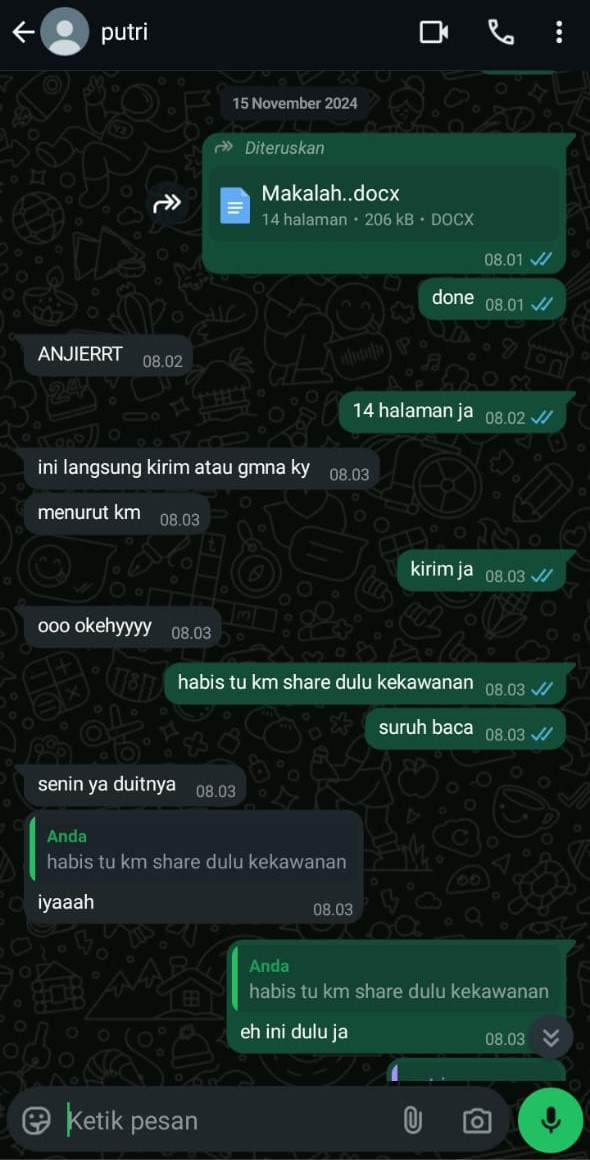 putri
15 November 2024
Diteruskan
Makalah..docx
14 halaman • 206 kB • DOCX
08.01
done 08.01
ANJIERRT 08.02
14 halaman ja 08.02
ini langsung kirim atau gmna ky 08.03
menurut km 08.03
kirim ja 08.03
ooo okehyyyy 08.03
habis tu km share dulu kekawanan 08.03
suruh baca 08.03
senin ya duitnya 08.03
Anda
habis tu km share dulu kekawanan
iyaaah 08.03
Anda
habis tu km share dulu kekawanan
eh ini dulu ja 08.03
Ketik pesan